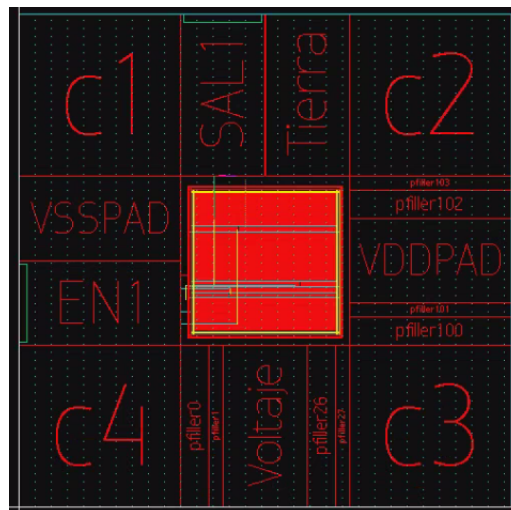 c1
SAL1
Tierra
c2
VSSPAD
EN1
pfiller103
pfiller102
VDDPAD
pfiller101
pfiller100
c4
pfiller0
pfiller1
Voltaje
pfiller26
pfiller27
c3